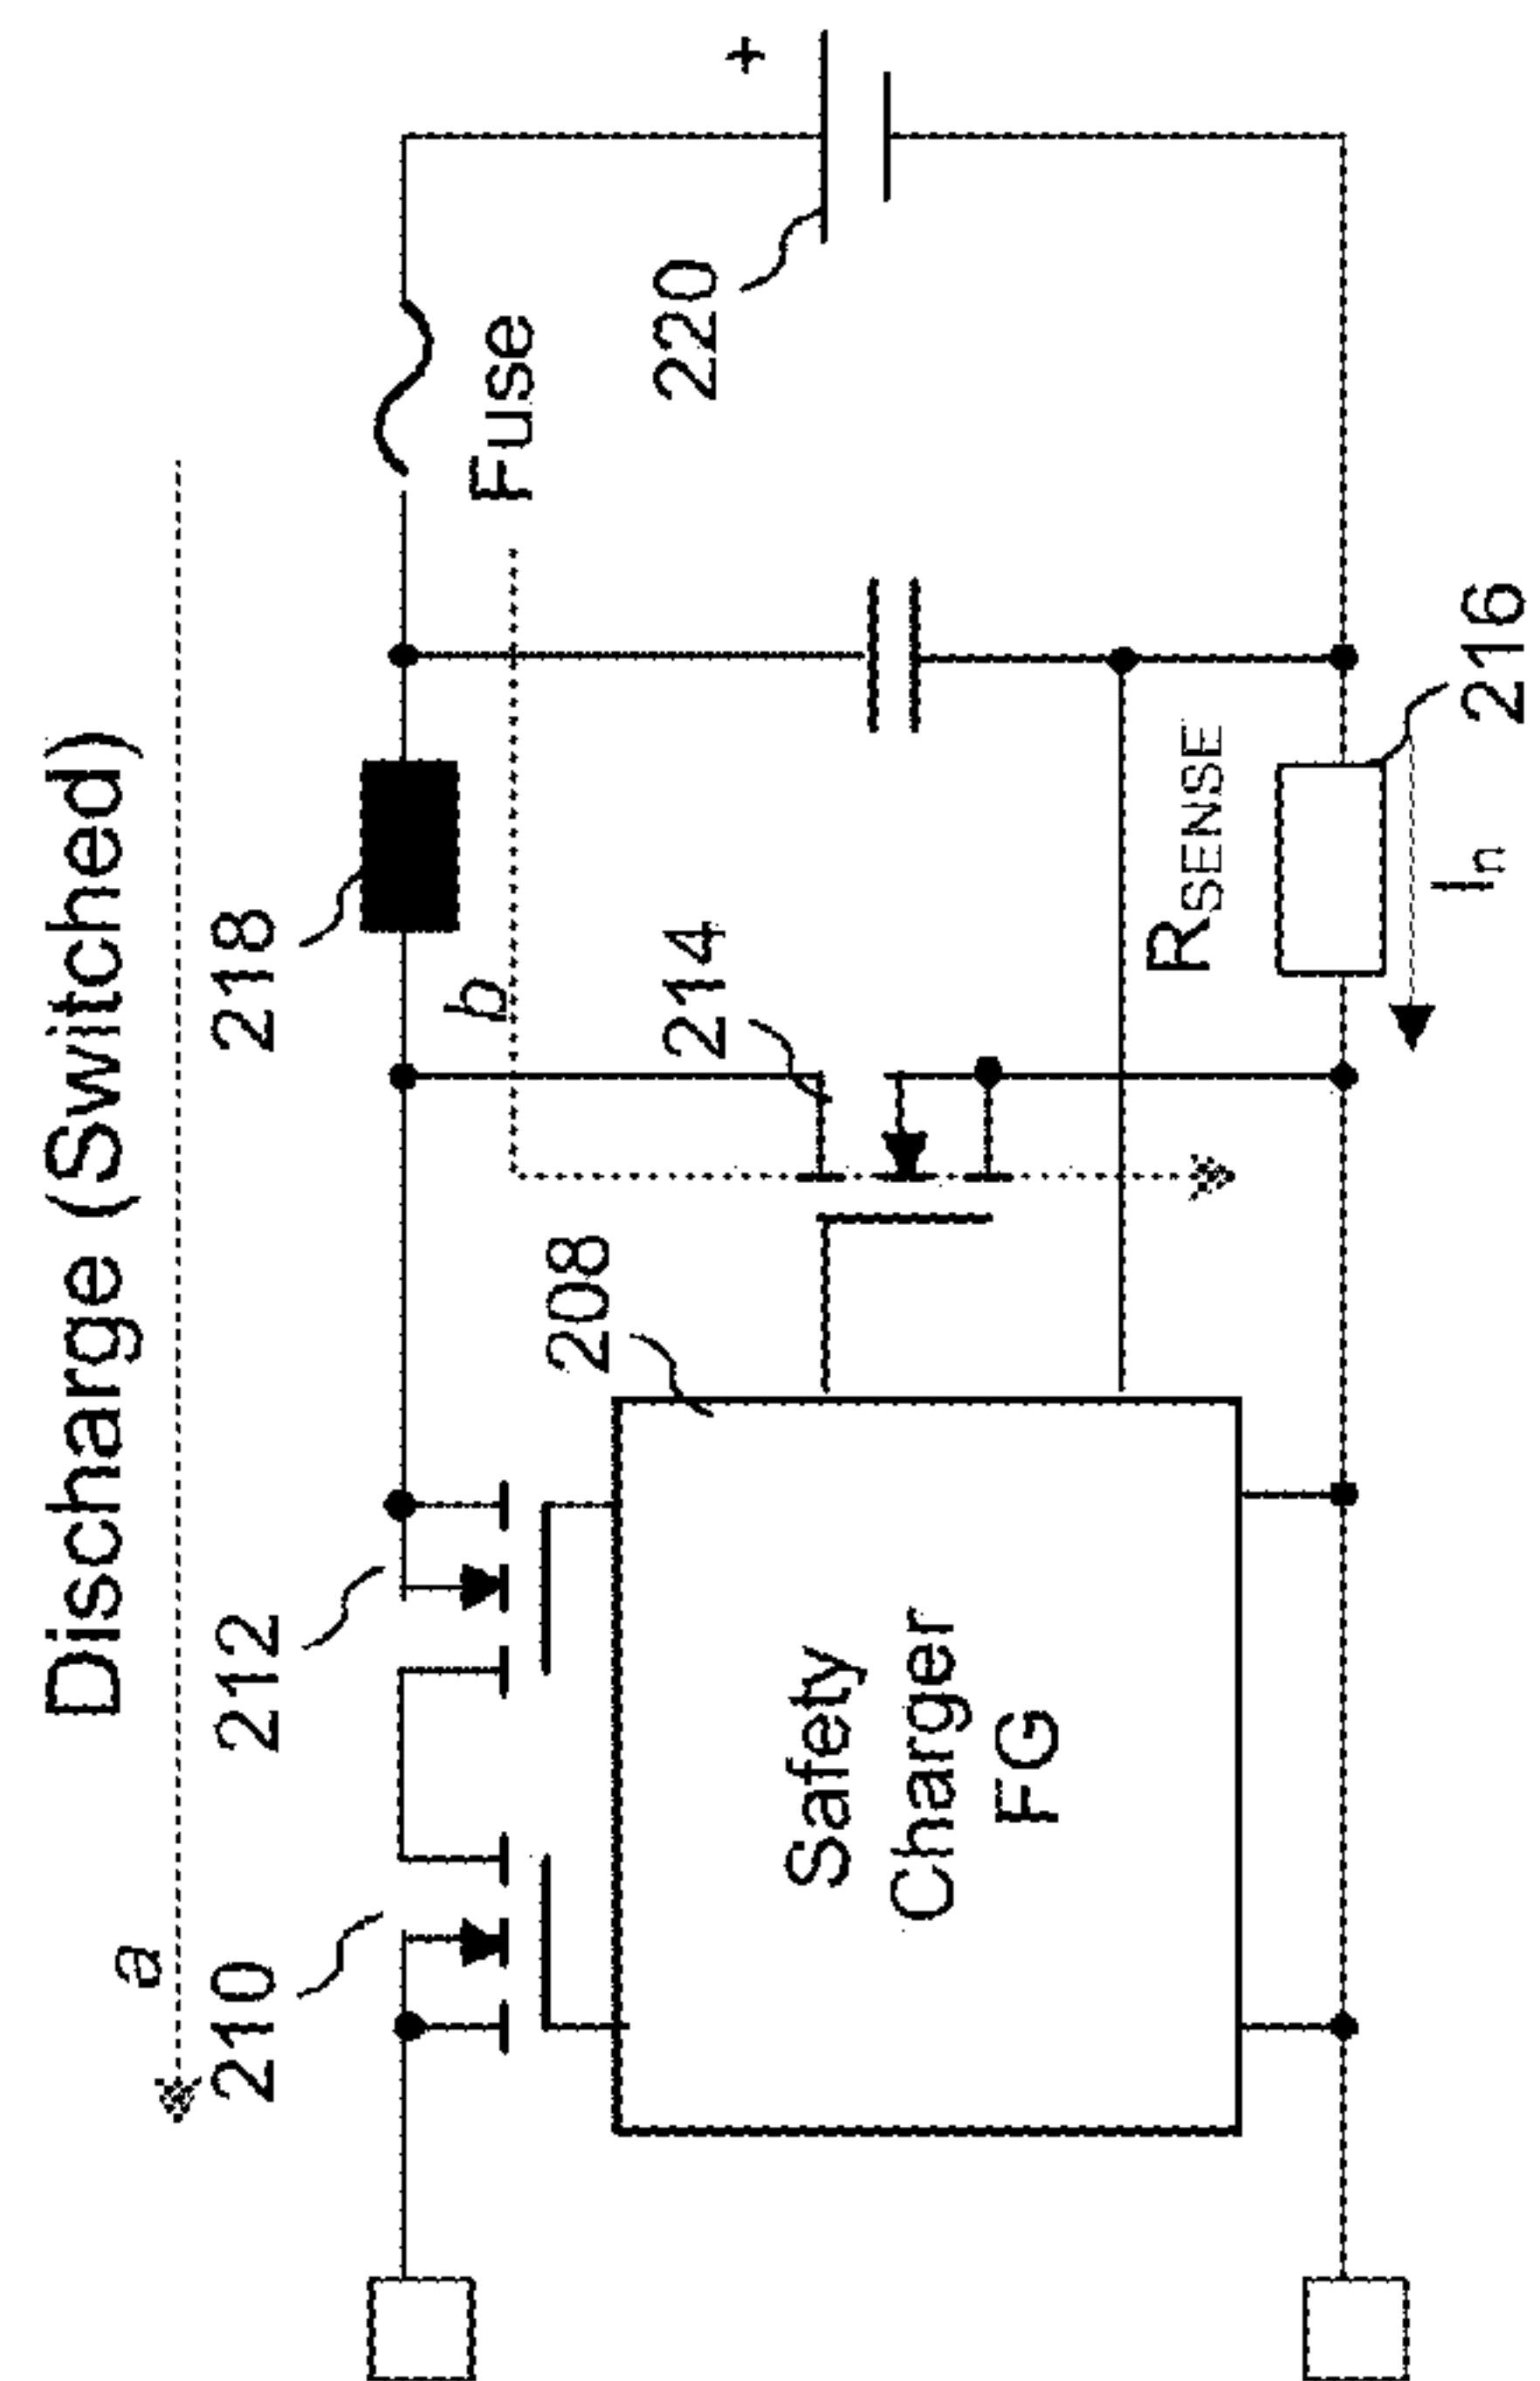 Discharge (Switched)
a
210
212
218
b
Fuse
208
214
220
+
Safety
Charger
FG
RSENSE
In
216